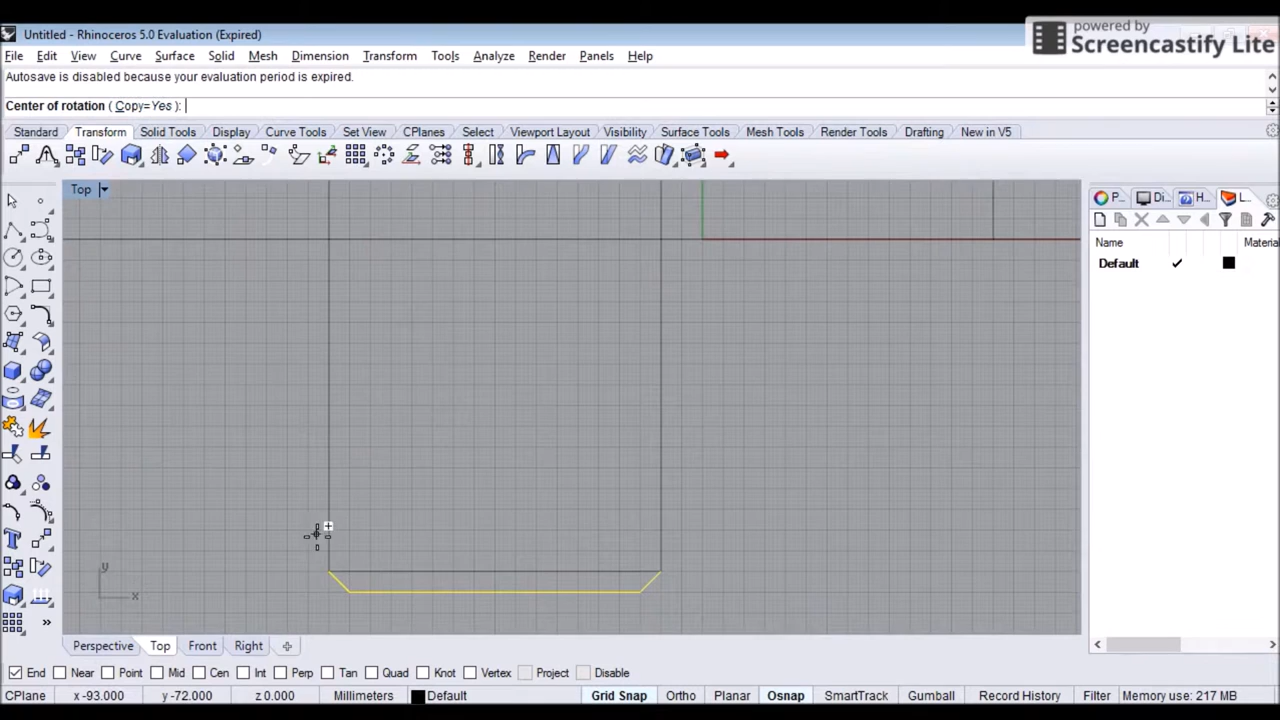 powered by
Screencastify Lite
Untitled - Rhinoceros 5.0 Evaluation (Expired)
File Edit View Curve Surface Solid Mesh Dimension Transform Tools Analyze Render Panels Help
Autosave is disabled because your evaluation period is expired.
Center of rotation ( Copy=Yes ):
Standard Transform Solid Tools Display Curve Tools Set View CPlanes Select Viewport Layout Visibility Surface Tools Mesh Tools Render Tools Drafting New in V5
Top
P... Di... H... L...
Name Materia
Default
y
x
Perspective Top Front Right
End Near Point Mid Cen Int Perp Tan Quad Knot Vertex Project Disable
CPlane x -93.000 y -72.000 z 0.000 Millimeters Default Grid Snap Ortho Planar Osnap SmartTrack Gumball Record History Filter Memory use: 217 MB